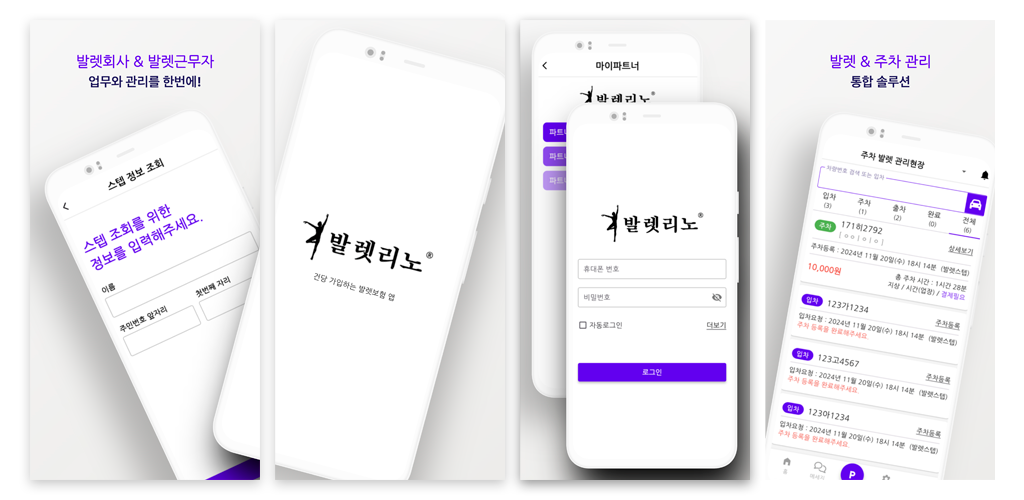 발렛회사 & 발렛근무자
업무와 관리를 한번에!
스텝 정보 조회
스텝 조회를 위한
정보를 입력해주세요.
이름
주민번호 앞자리
첫번째 자리
발렛리노®
건당 가입하는 발렛보험 앱
마이파트너
발렛리노®
파트너
파트너
파트너
발렛리노®
휴대폰 번호
비밀번호
자동로그인
더보기
로그인
발렛 & 주차 관리
통합 솔루션
주차 발렛 관리현장
차량번호 검색 또는 입차
입차 주차 출차 완료 전체
(3) (1) (2) (0) (6)
주차 171히2792
[ o o | o | o ]
상세보기
주차등록 : 2024년 11월 20일(수) 18시 14분 (발렛스텝)
10,000원
총 주차 시간 : 1시간 28분
지상 / 시간(업장) / 결제필요
입차 123가1234
주차등록
입차요청 : 2024년 11월 20일(수) 18시 14분 (발렛스텝)
주차 등록을 완료해주세요.
입차 123고4567
주차등록
입차요청 : 2024년 11월 20일(수) 18시 14분 (발렛스텝)
주차 등록을 완료해주세요.
입차 123아1234
주차등록
입차요청 : 2024년 11월 20일(수) 18시 14분 (발렛스텝)
주차 등록을 완료해주세요.
홈
메세지
P